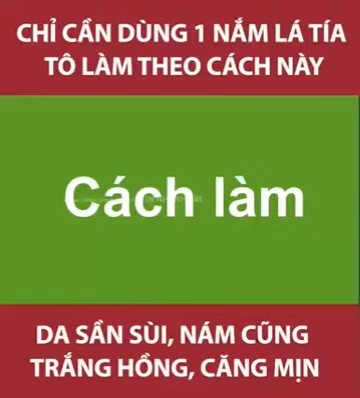 CHỈ CẦN DÙNG 1 NẮM LÁ TÍA
TÔ LÀM THEO CÁCH NÀY
Cách làm
DA SẦN SÙI, NÁM CŨNG
TRẮNG HỒNG, CĂNG MỊN